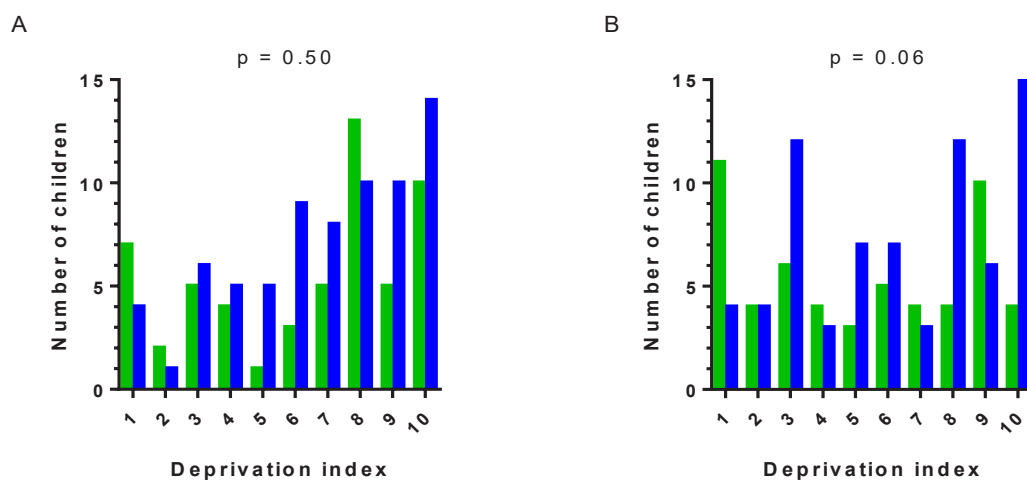 A
p = 0.50
Number of children
15
10
5
0
1 2 3 4 5 6 7 8 9 10
Deprivation index
B
p = 0.06
Number of children
15
10
5
0
1 2 3 4 5 6 7 8 9 10
Deprivation index